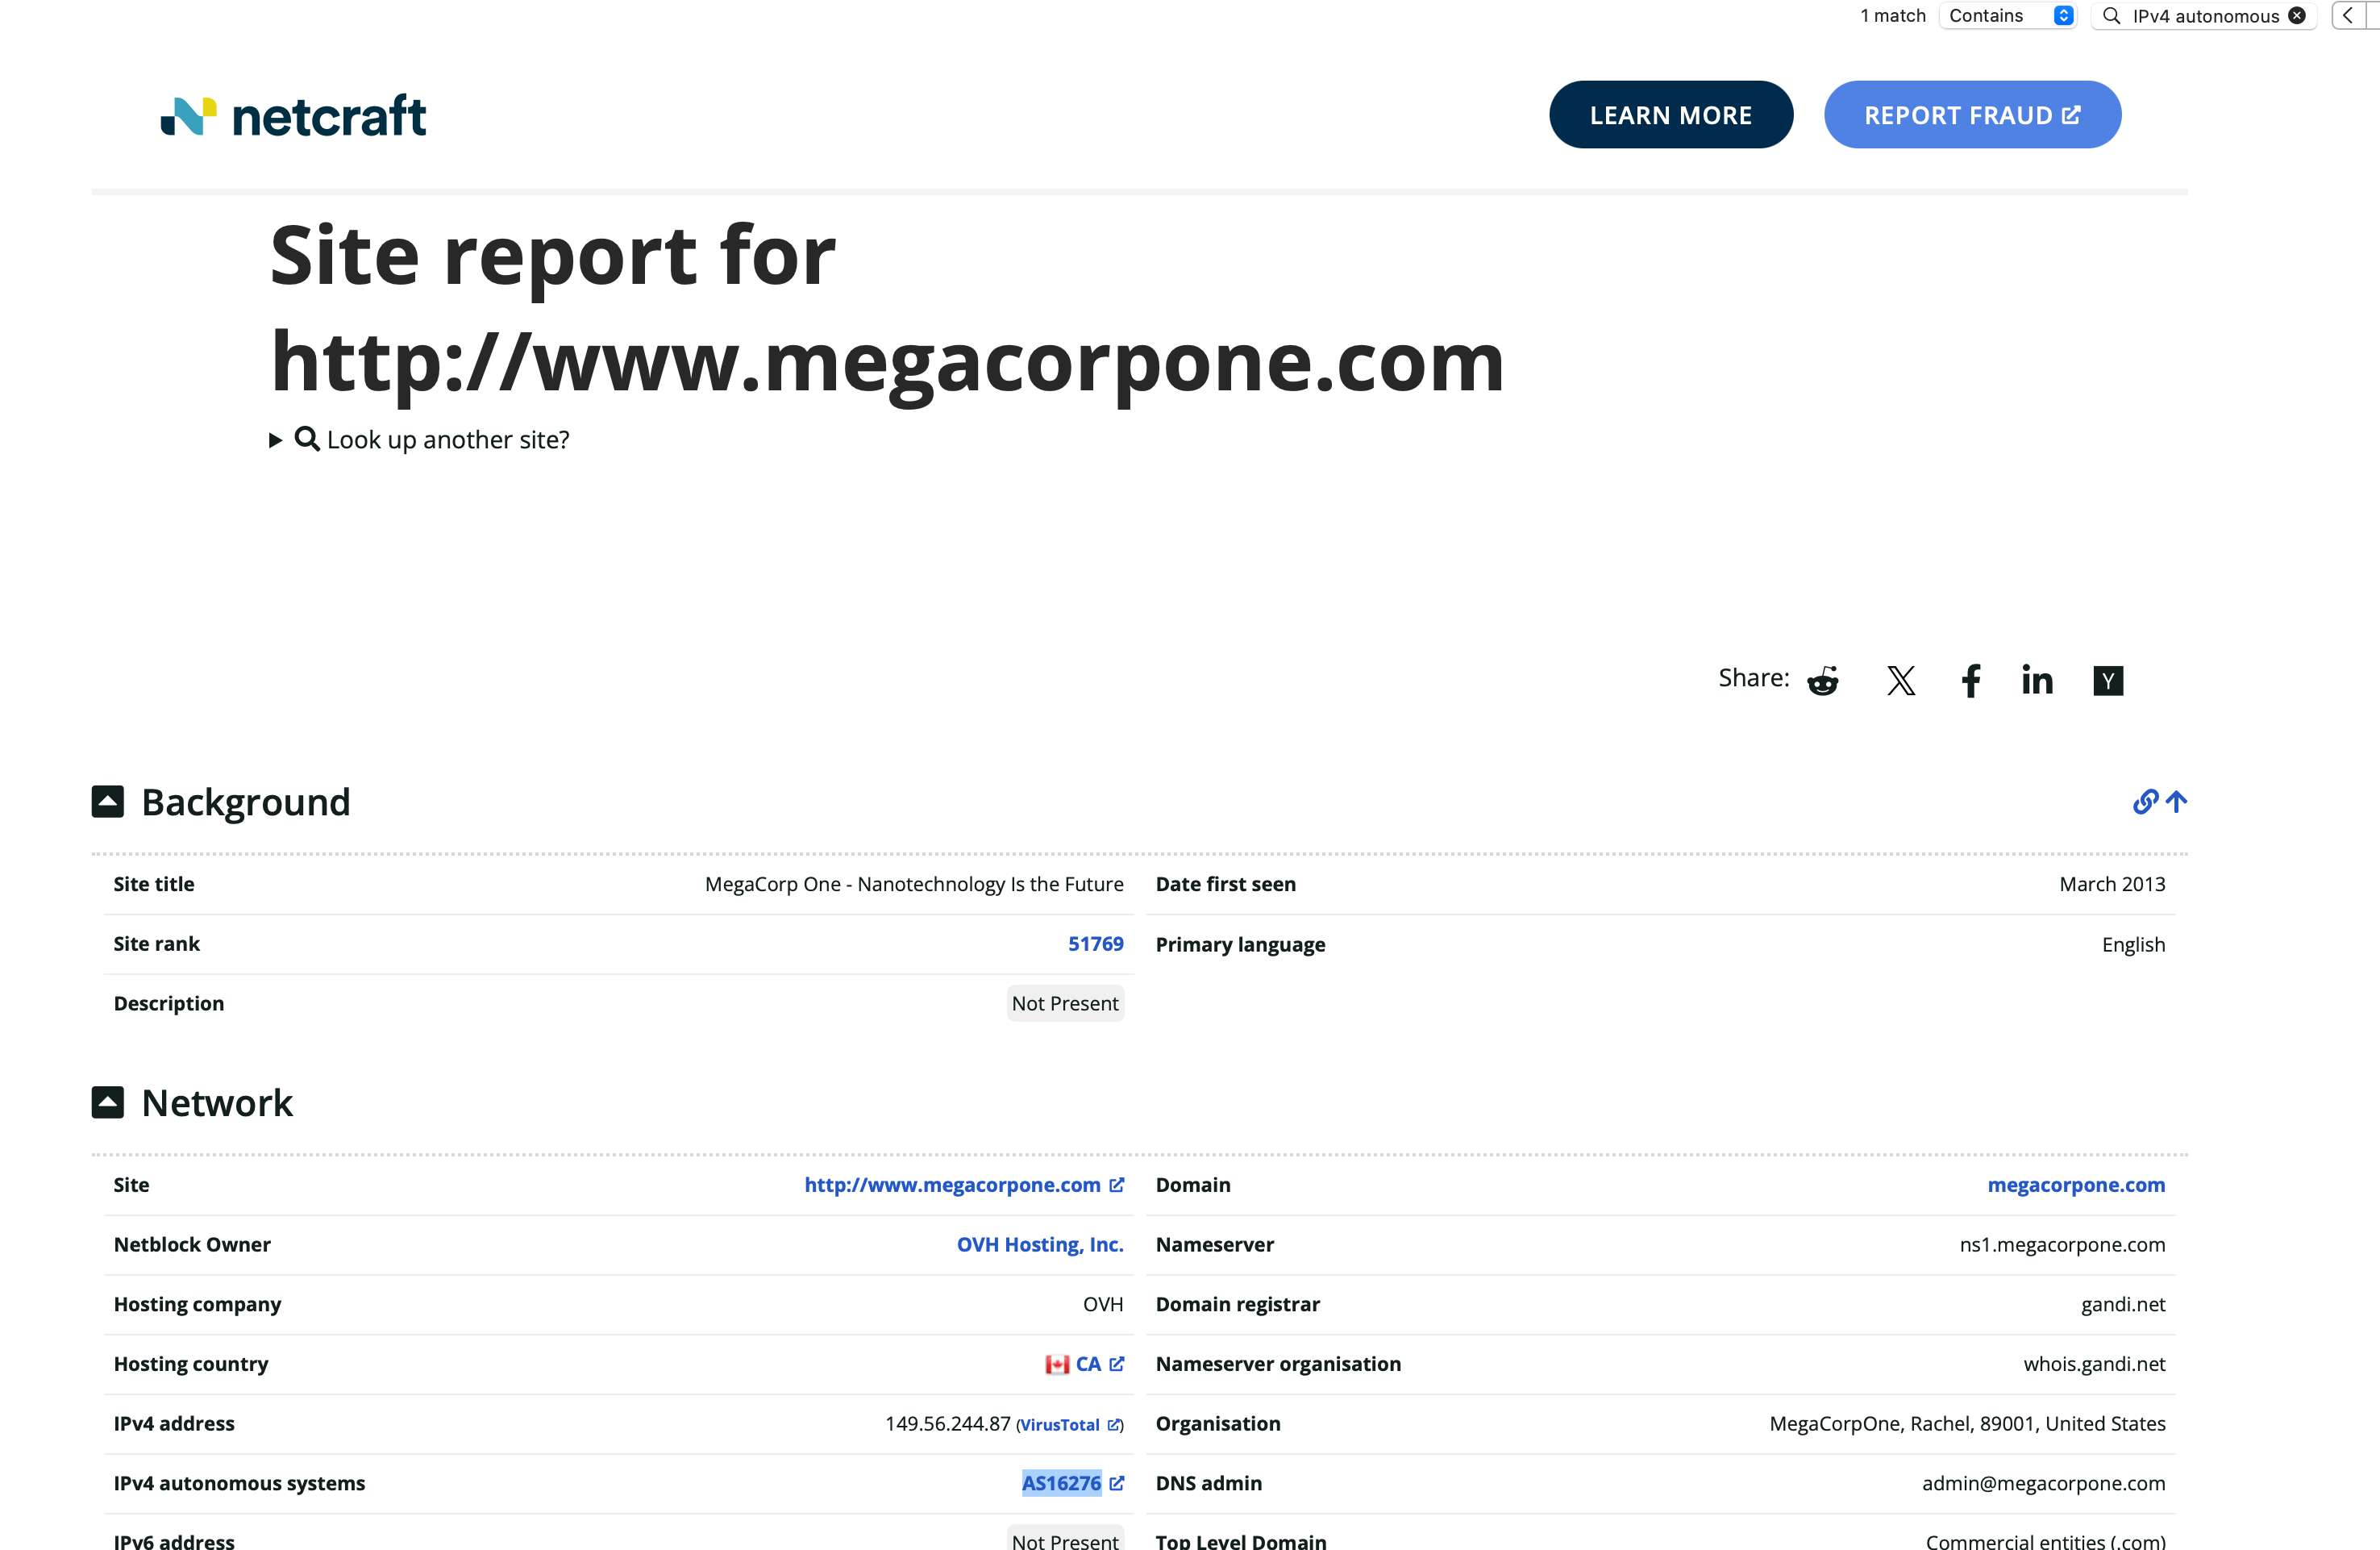 1 match Contains IPv4 autonomous
netcraft LEARN MORE REPORT FRAUD
Site report for
http://www.megacorpone.com
Look up another site?
Share:
Background
Site title MegaCorp One - Nanotechnology Is the Future Date first seen March 2013
Site rank 51769 Primary language English
Description Not Present
Network
Site http://www.megacorpone.com Domain megacorpone.com
Netblock Owner OVH Hosting, Inc. Nameserver ns1.megacorpone.com
Hosting company OVH Domain registrar gandi.net
Hosting country CA Nameserver organisation whois.gandi.net
IPv4 address 149.56.244.87 (VirusTotal) Organisation MegaCorpOne, Rachel, 89001, United States
IPv4 autonomous systems AS16276 DNS admin admin@megacorpone.com
IPv6 address Not Present Top Level Domain Commercial entities (.com)